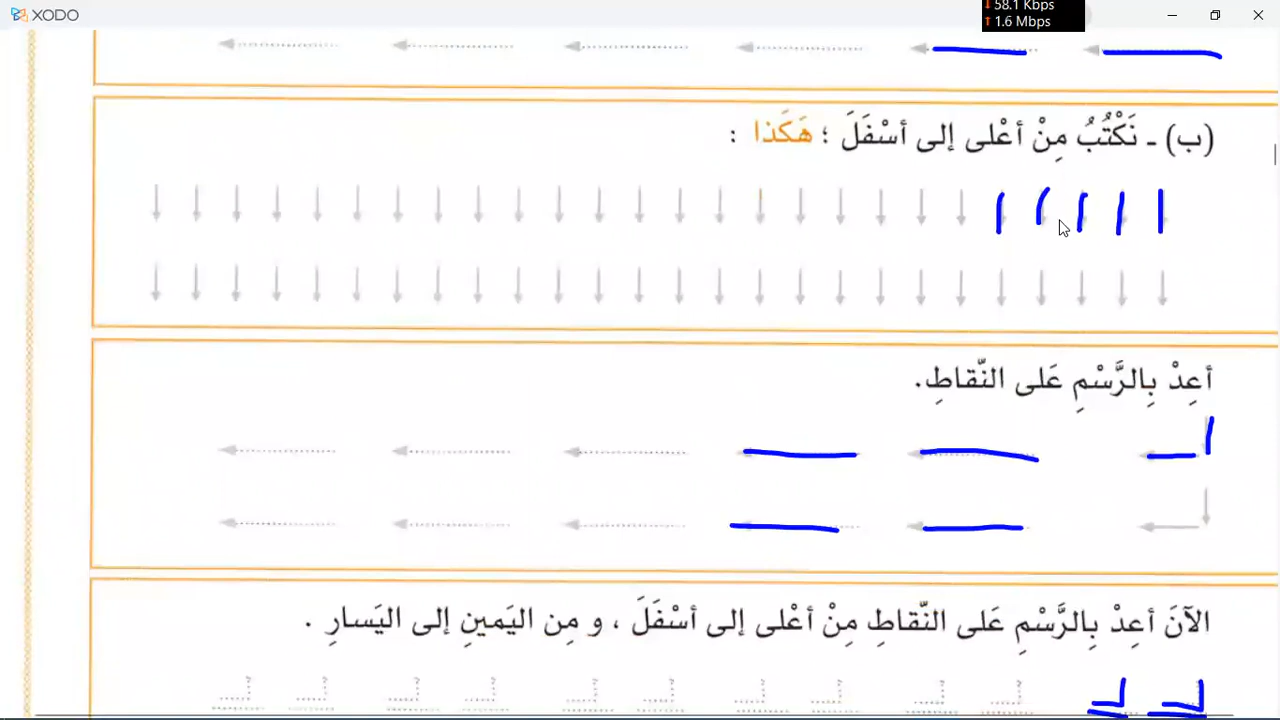 XODO
58.1 Kbps
1.6 Mbps
(ب) ـ نَكْتُبُ مِنْ أعْلى إلى أسْفَلَ ؛ هَكَذا :
أعِدْ بِالرَّسْمِ عَلى النّقاطِ.
الآنَ أعِدْ بِالرَّسْمِ عَلى النّقاطِ مِنْ أعْلى إلى أسْفَلَ ، و مِن اليَمينِ إلى اليَسارِ .